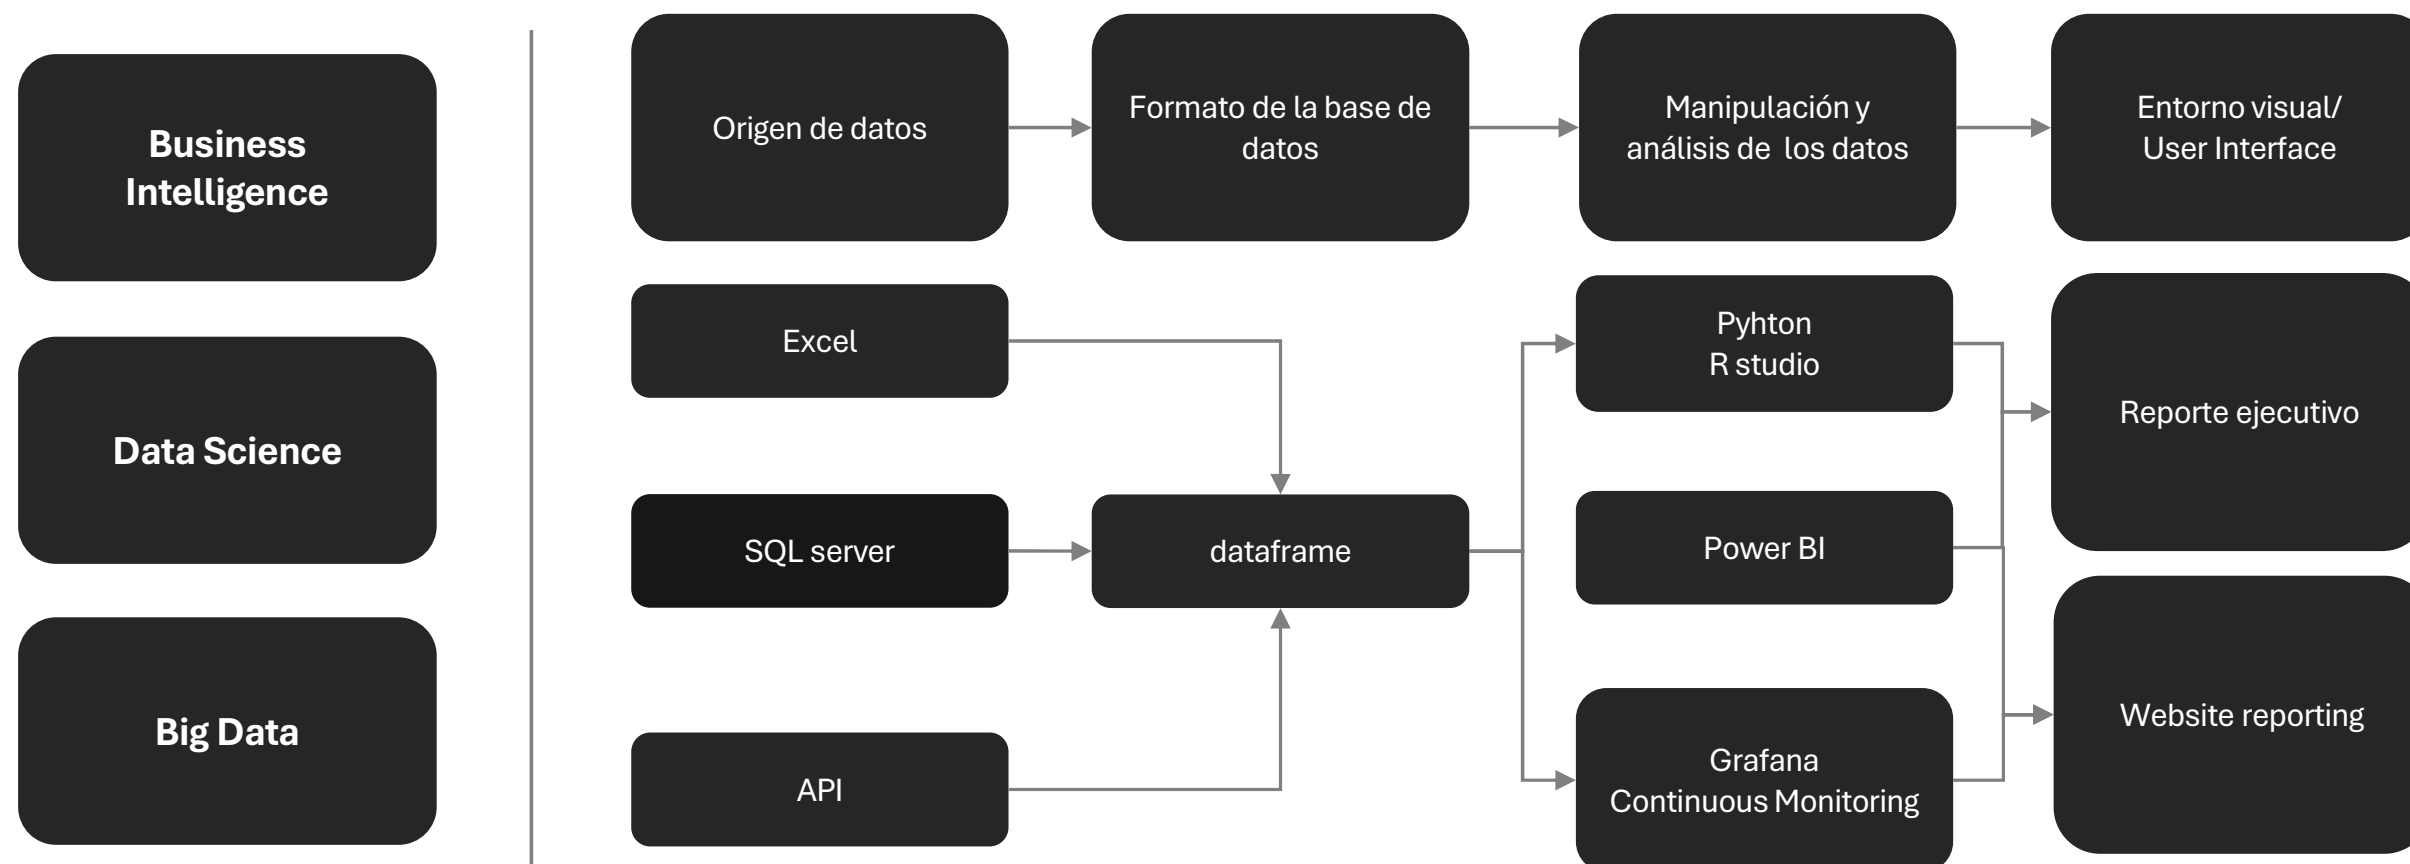 Business
Intelligence
Data Science
Big Data
Origen de datos
Formato de la base de
datos
Manipulación y
análisis de  los datos
Entorno visual/
User Interface
Excel
SQL server
API
dataframe
Pyhton
R studio
Power BI
Grafana
Continuous Monitoring
Reporte ejecutivo
Website reporting